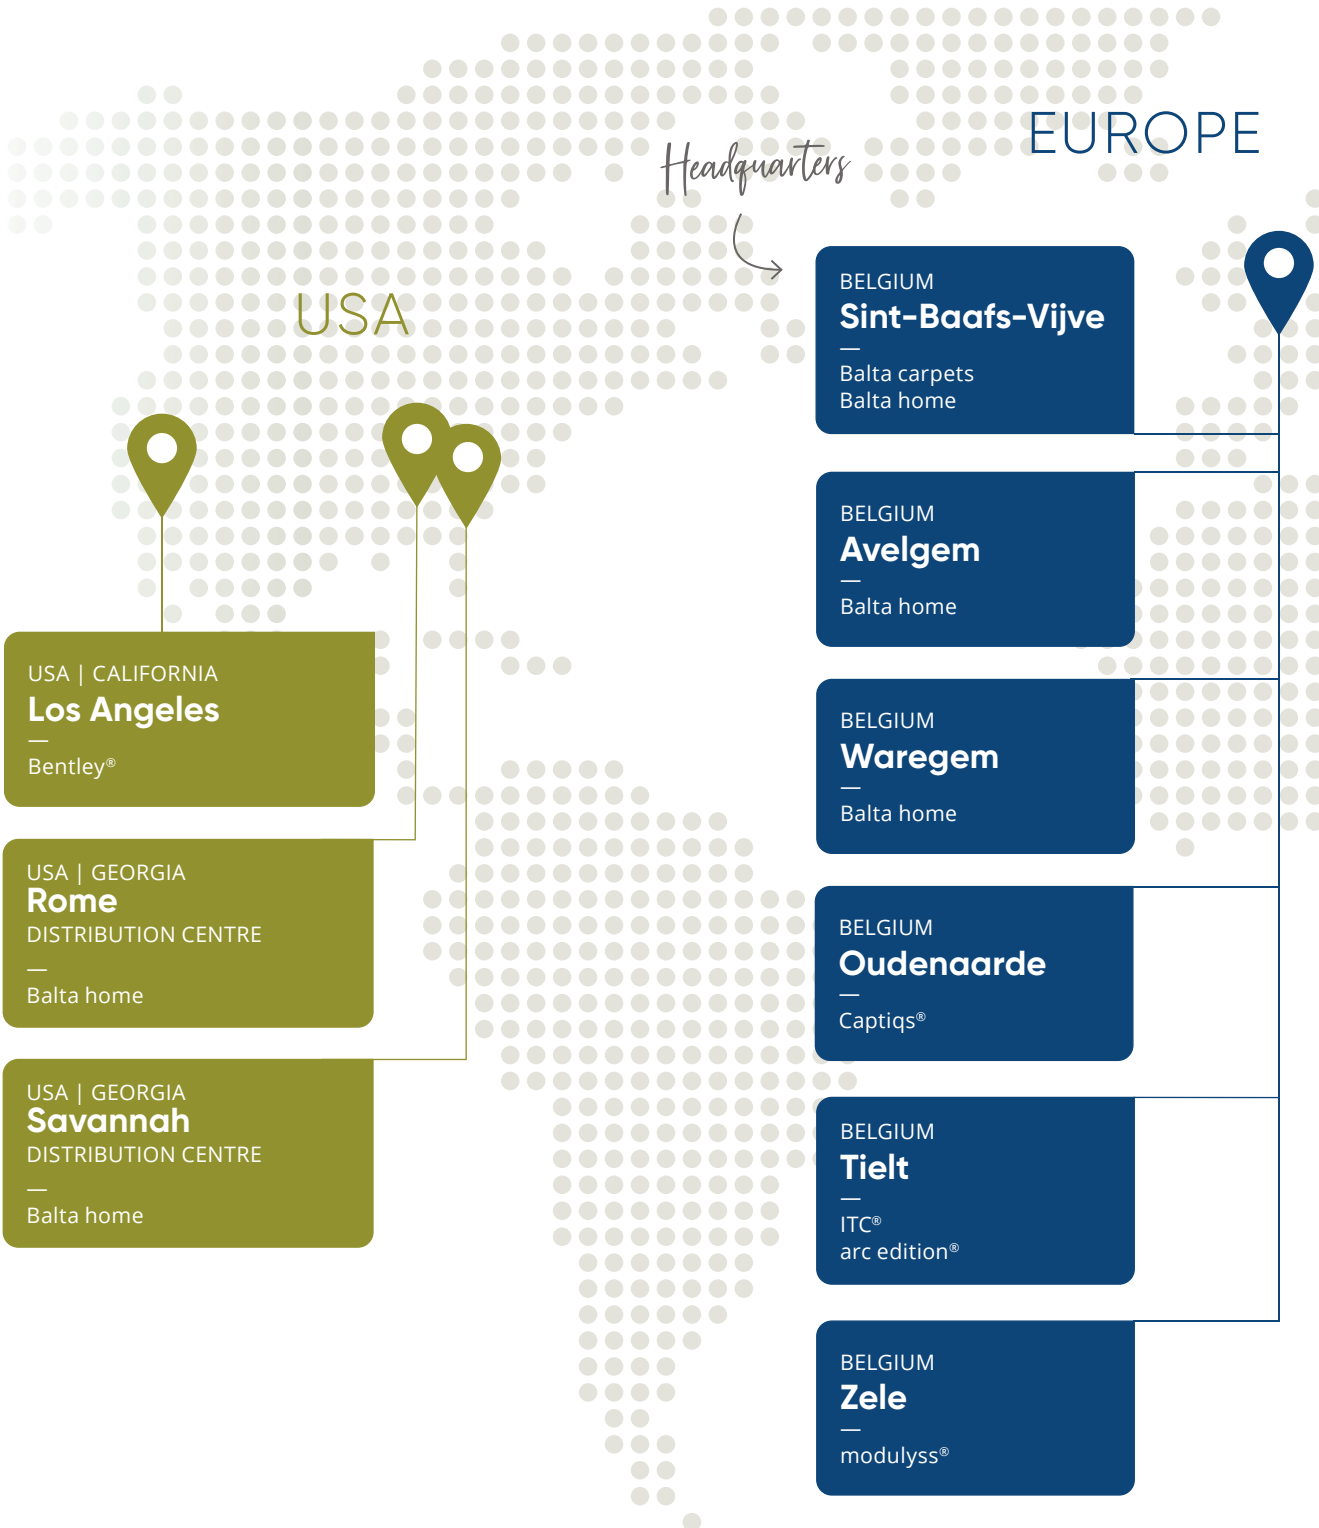 EUROPE
Headquarters
BELGIUM
Sint-Baafs-Vijve
—
Balta carpets
Balta home
BELGIUM
Avelgem
—
Balta home
BELGIUM
Waregem
—
Balta home
BELGIUM
Oudenaarde
—
Captiqs®
BELGIUM
Tielt
—
ITC®
arc edition®
BELGIUM
Zele
—
modulyss®
USA
USA | CALIFORNIA
Los Angeles
—
Bentley®
USA | GEORGIA
Rome
DISTRIBUTION CENTRE
—
Balta home
USA | GEORGIA
Savannah
DISTRIBUTION CENTRE
—
Balta home